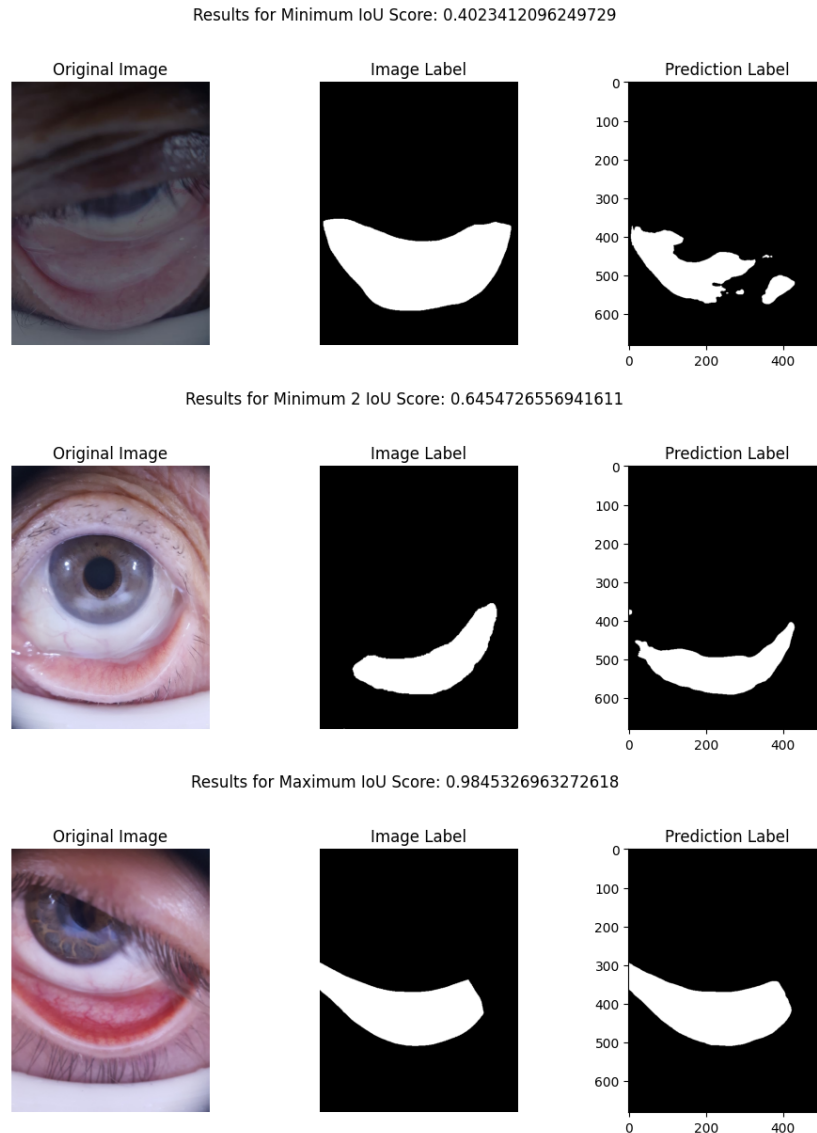 Results for Minimum IoU Score: 0.4023412096249729
Original Image
Image Label
Prediction Label
0
100
200
300
400
500
600
0 200 400
Results for Minimum 2 IoU Score: 0.6454726556941611
Original Image
Image Label
Prediction Label
0
100
200
300
400
500
600
0 200 400
Results for Maximum IoU Score: 0.9845326963272618
Original Image
Image Label
Prediction Label
0
100
200
300
400
500
600
0 200 400